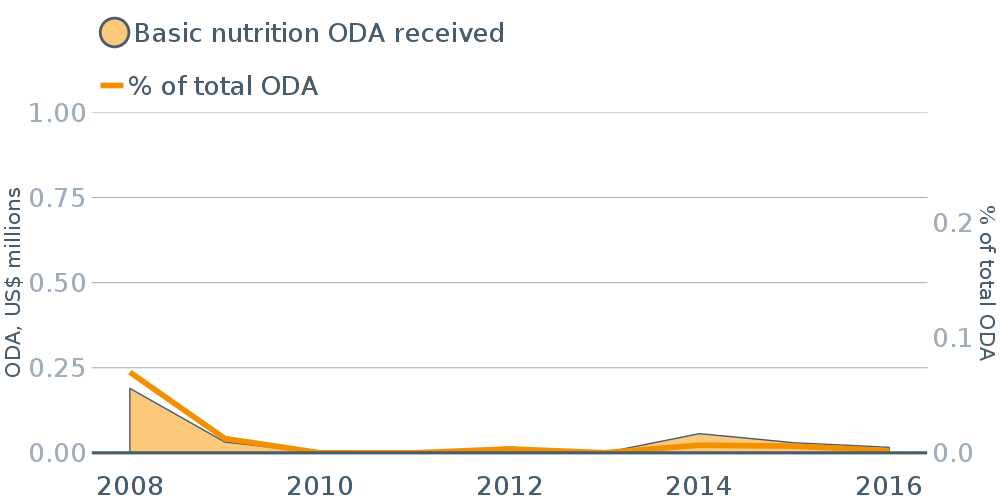 Basic nutrition ODA received
% of total ODA
1.00
0.75
0.50
0.25
0.00
ODA, US$ millions
0.2
0.1
0.0
% of total ODA
2008 2010 2012 2014 2016